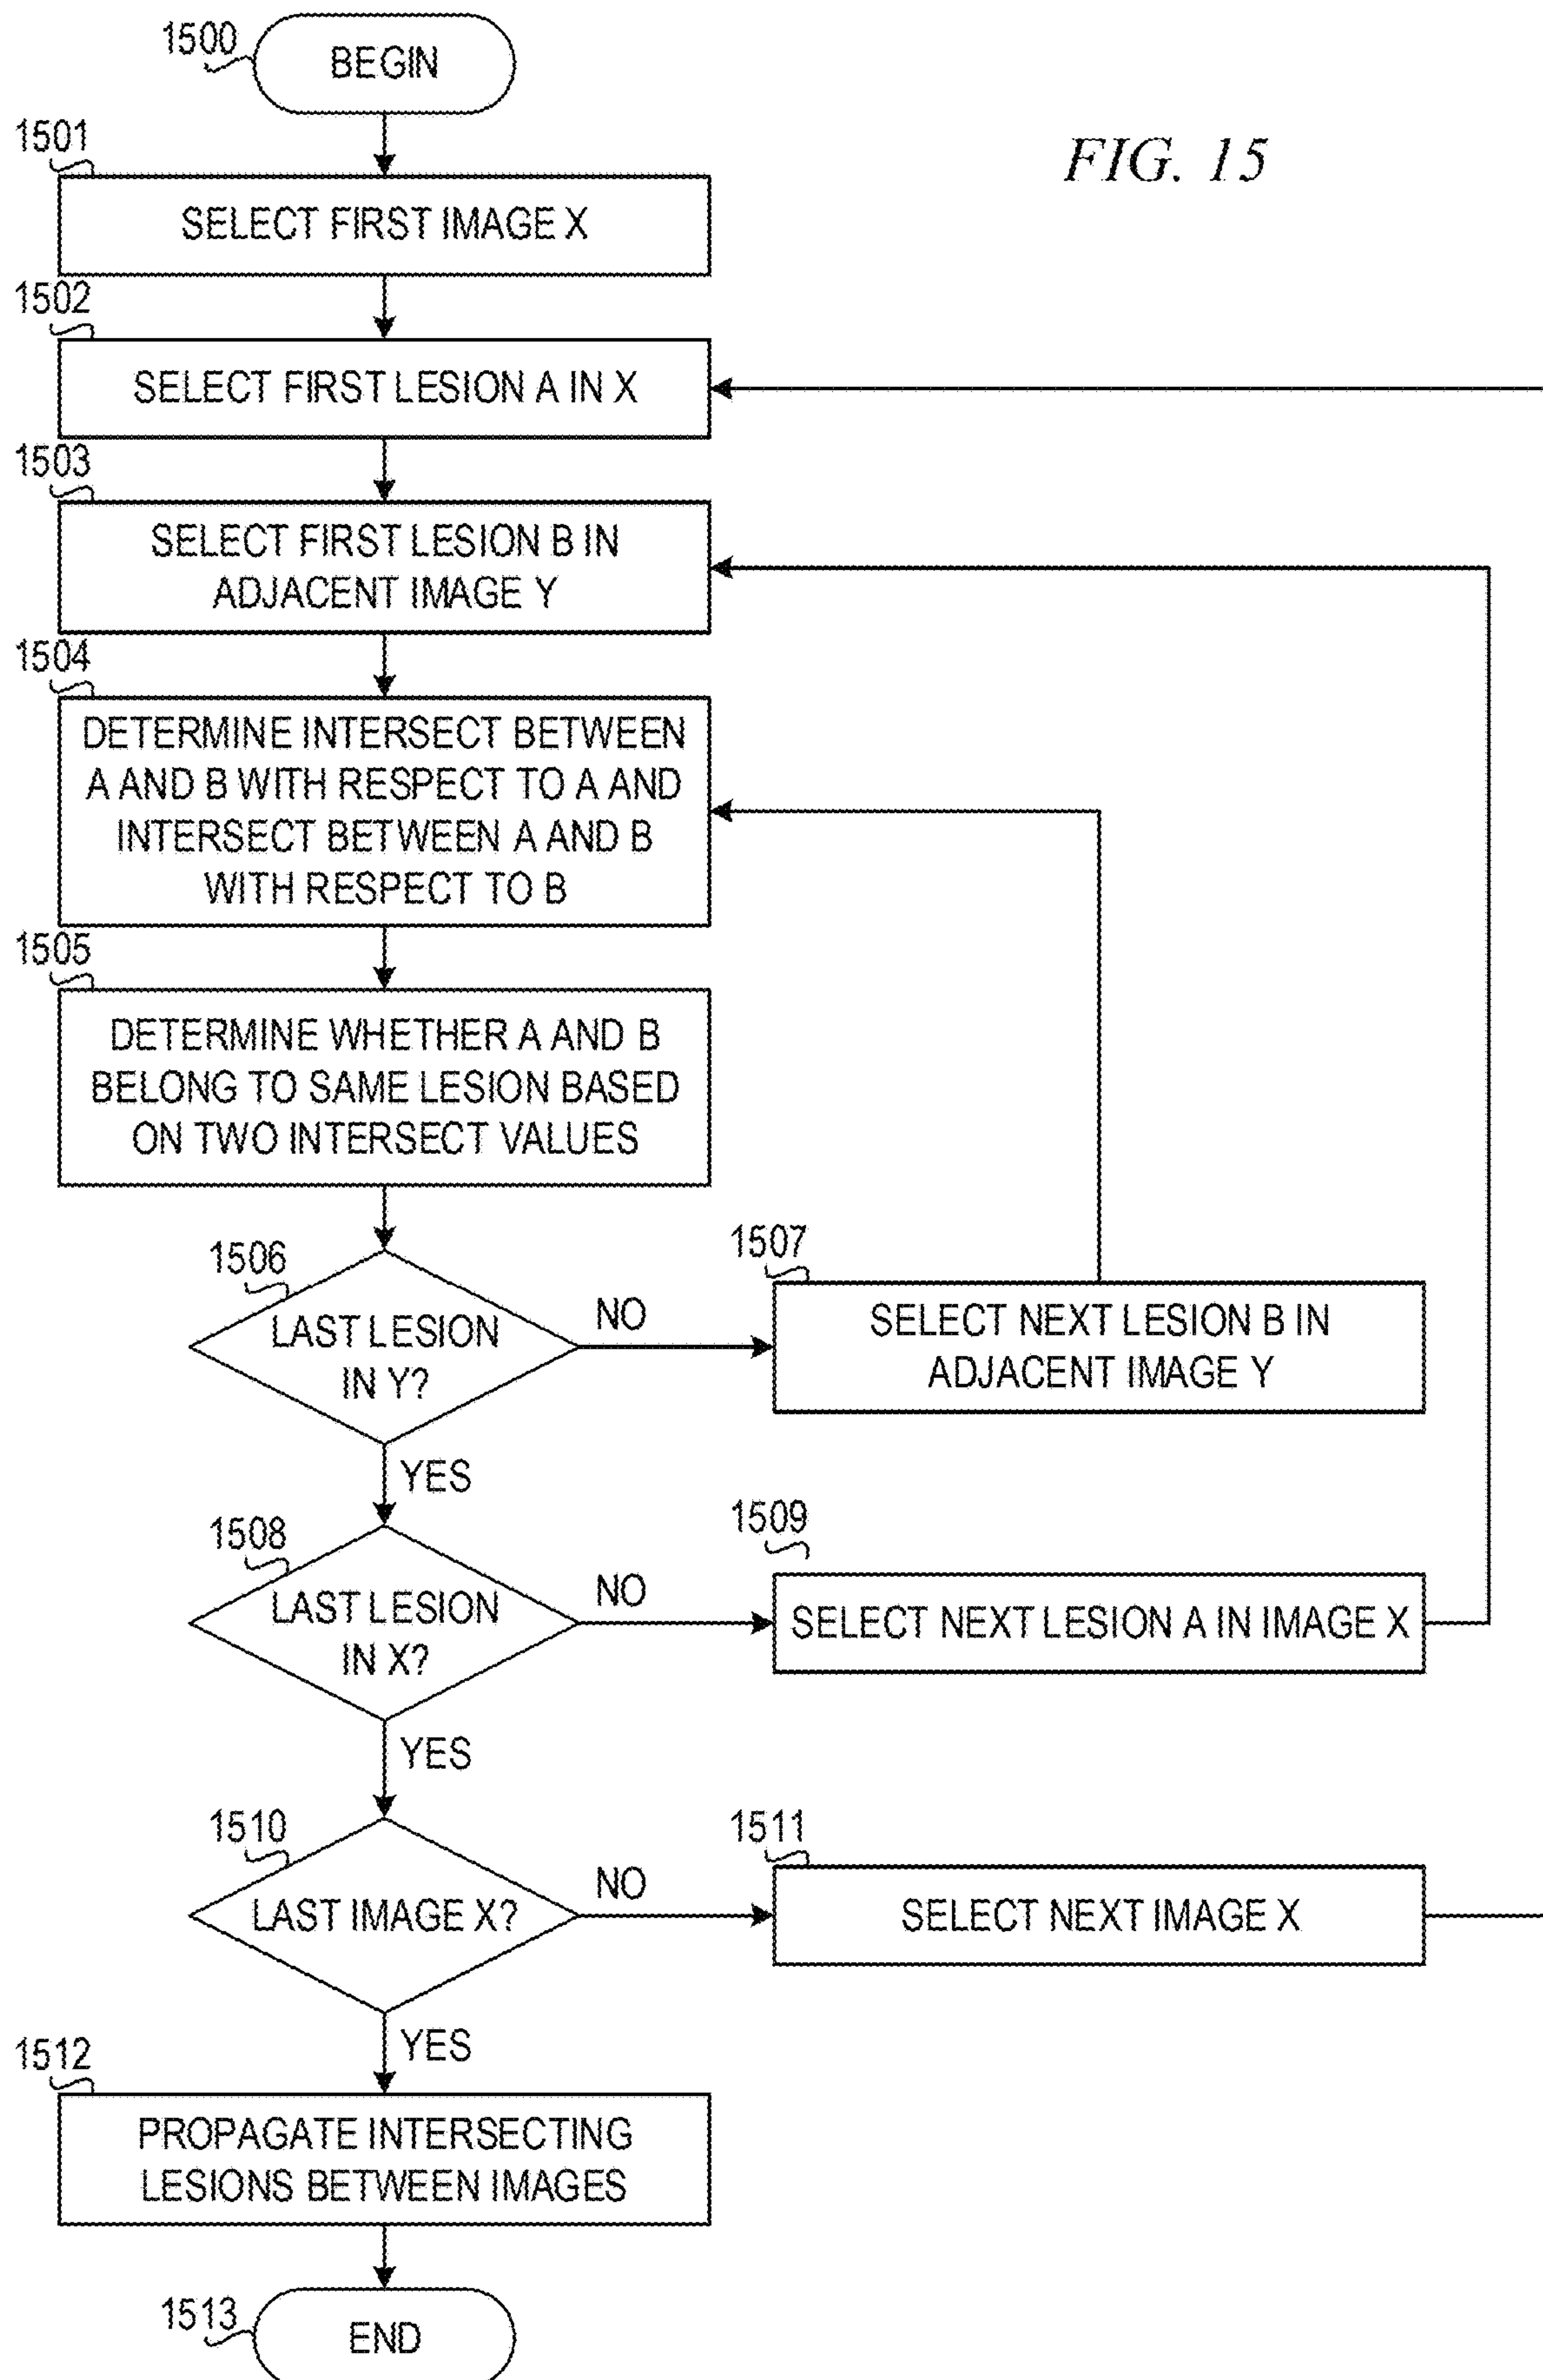 1500
BEGIN
FIG. 15
1501
SELECT FIRST IMAGE X
1502
SELECT FIRST LESION A IN X
1503
SELECT FIRST LESION B IN
ADJACENT IMAGE Y
1504
DETERMINE INTERSECT BETWEEN
A AND B WITH RESPECT TO A AND
INTERSECT BETWEEN A AND B
WITH RESPECT TO B
1505
DETERMINE WHETHER A AND B
BELONG TO SAME LESION BASED
ON TWO INTERSECT VALUES
1506
LAST LESION
IN Y?
NO
1507
SELECT NEXT LESION B IN
ADJACENT IMAGE Y
YES
1508
LAST LESION
IN X?
NO
1509
SELECT NEXT LESION A IN IMAGE X
YES
1510
LAST IMAGE X?
NO
1511
SELECT NEXT IMAGE X
YES
1512
PROPAGATE INTERSECTING
LESIONS BETWEEN IMAGES
1513
END